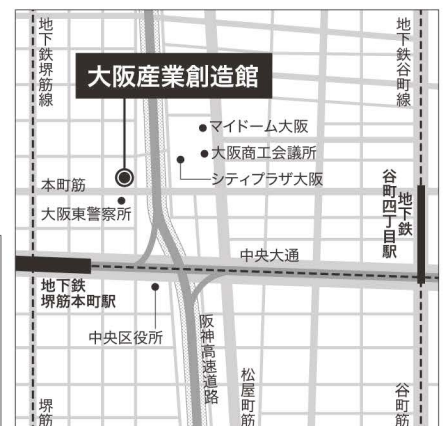 地下鉄堺筋線
地下鉄谷町線
大阪産業創造館
マイドーム大阪
大阪商工会議所
シティプラザ大阪
本町筋
大阪東警察所
地下鉄
谷町四丁目駅
中央大通
地下鉄
堺筋本町駅
中央区役所
阪神高速道路
松屋町筋
堺筋
谷町筋